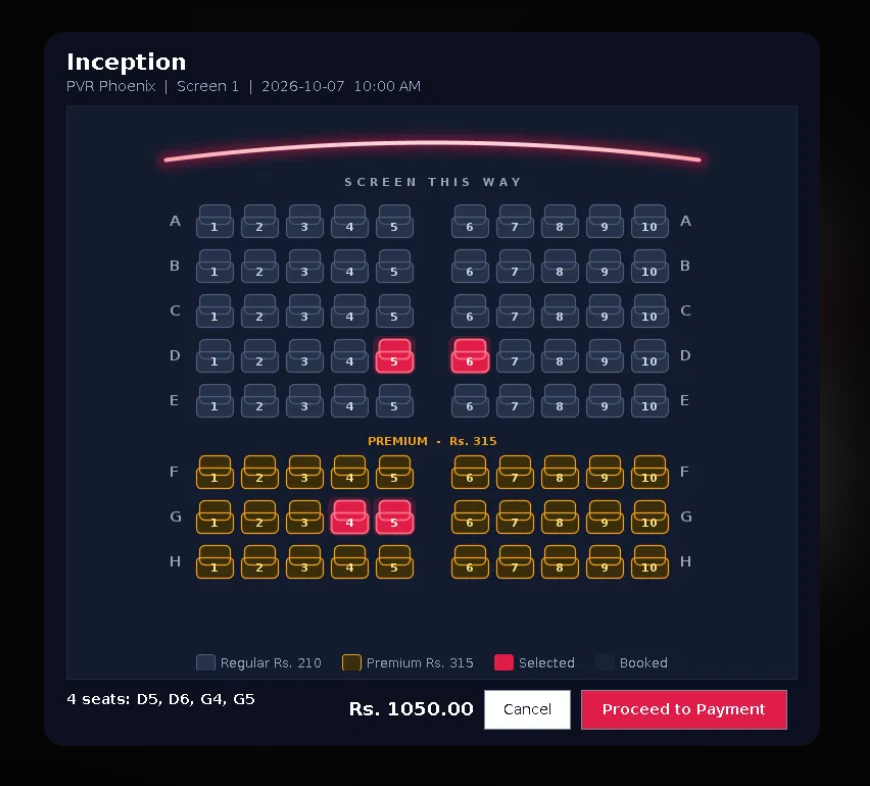 Inception
PVR Phoenix | Screen 1 | 2026-10-07 10:00 AM
SCREEN THIS WAY
A 1 2 3 4 5 6 7 8 9 10 A
B 1 2 3 4 5 6 7 8 9 10 B
C 1 2 3 4 5 6 7 8 9 10 C
D 1 2 3 4 5 6 7 8 9 10 D
E 1 2 3 4 5 6 7 8 9 10 E
PREMIUM - Rs. 315
F 1 2 3 4 5 6 7 8 9 10 F
G 1 2 3 4 5 6 7 8 9 10 G
H 1 2 3 4 5 6 7 8 9 10 H
Regular Rs. 210 Premium Rs. 315 Selected Booked
4 seats: D5, D6, G4, G5 Rs. 1050.00 Cancel Proceed to Payment